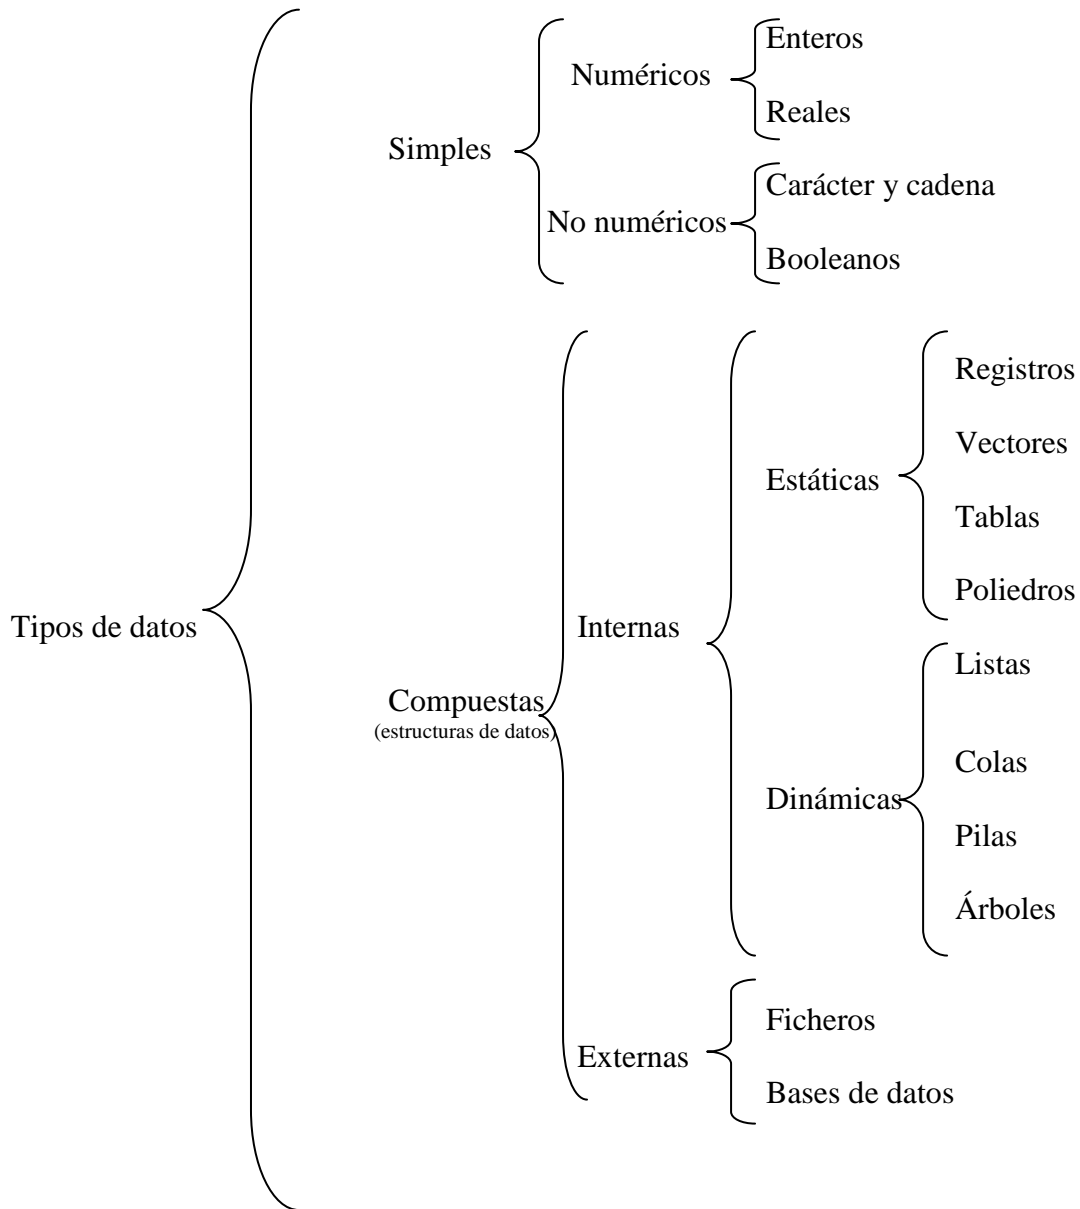 Tipos de datos
Simples
Numéricos
Enteros
Reales
No numéricos
Carácter y cadena
Booleanos
Compuestas
(estructuras de datos)
Internas
Estáticas
Registros
Vectores
Tablas
Poliedros
Dinámicas
Listas
Colas
Pilas
Árboles
Externas
Ficheros
Bases de datos